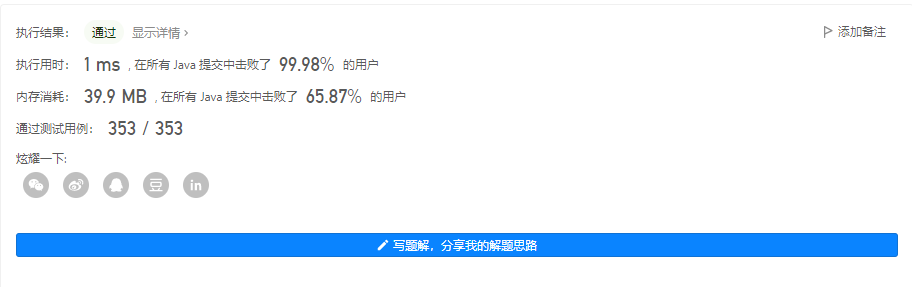 执行结果： 通过 显示详情 › 添加备注
执行用时： 1 ms , 在所有 Java 提交中击败了 99.98% 的用户
内存消耗： 39.9 MB , 在所有 Java 提交中击败了 65.87% 的用户
通过测试用例： 353 / 353
炫耀一下:
豆 in
写题解，分享我的解题思路